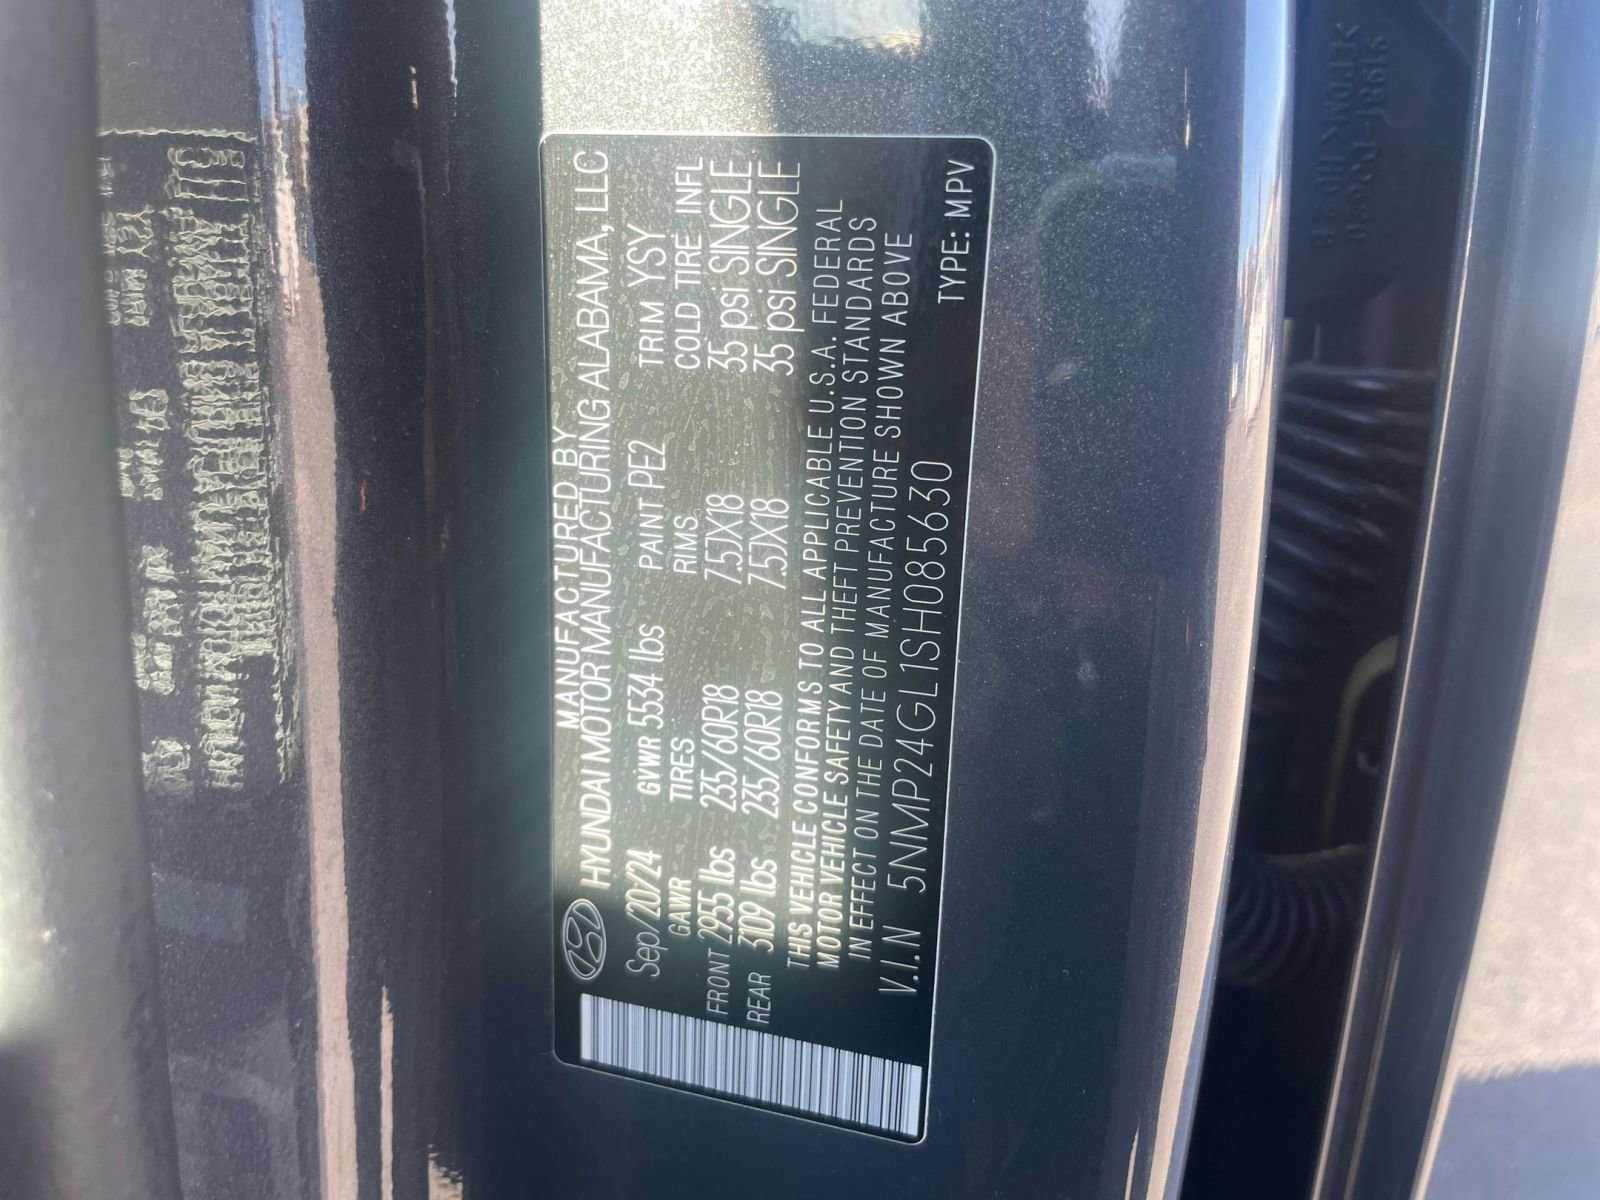 MANUFACTURED BY
HYUNDAI MOTOR MANUFACTURING ALABAMA, LLC
Sep/20/24 GVWR 5534 lbs PAINT PE2 TRIM YSY
GAWR TIRES RIMS COLD TIRE INFL
FRONT 2955 lbs 235/60R18 7.5JX18 35 psi SINGLE
REAR 3109 lbs 235/60R18 7.5JX18 35 psi SINGLE
THIS VEHICLE CONFORMS TO ALL APPLICABLE U.S.A. FEDERAL
MOTOR VEHICLE SAFETY AND THEFT PREVENTION STANDARDS
IN EFFECT ON THE DATE OF MANUFACTURE SHOWN ABOVE
V.I.N 5NMP24GL1SH085630 TYPE: MPV